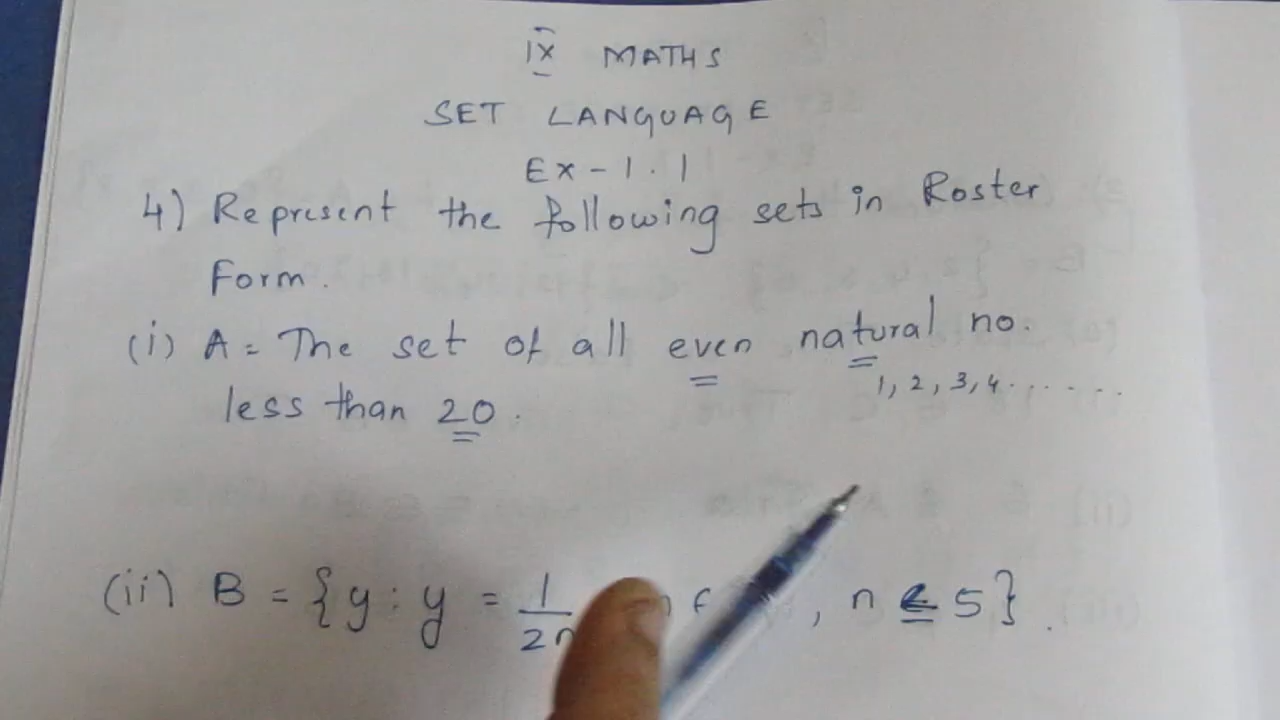 IX MATHS
SET LANGUAGE
Ex - 1.1
4) Represent the following sets in Roster
Form.
(i) A = The set of all even natural no.
1, 2, 3, 4 . . . . . .
less than 20.
(ii) B = {y : y = 1/2n , n ≤ 5}.